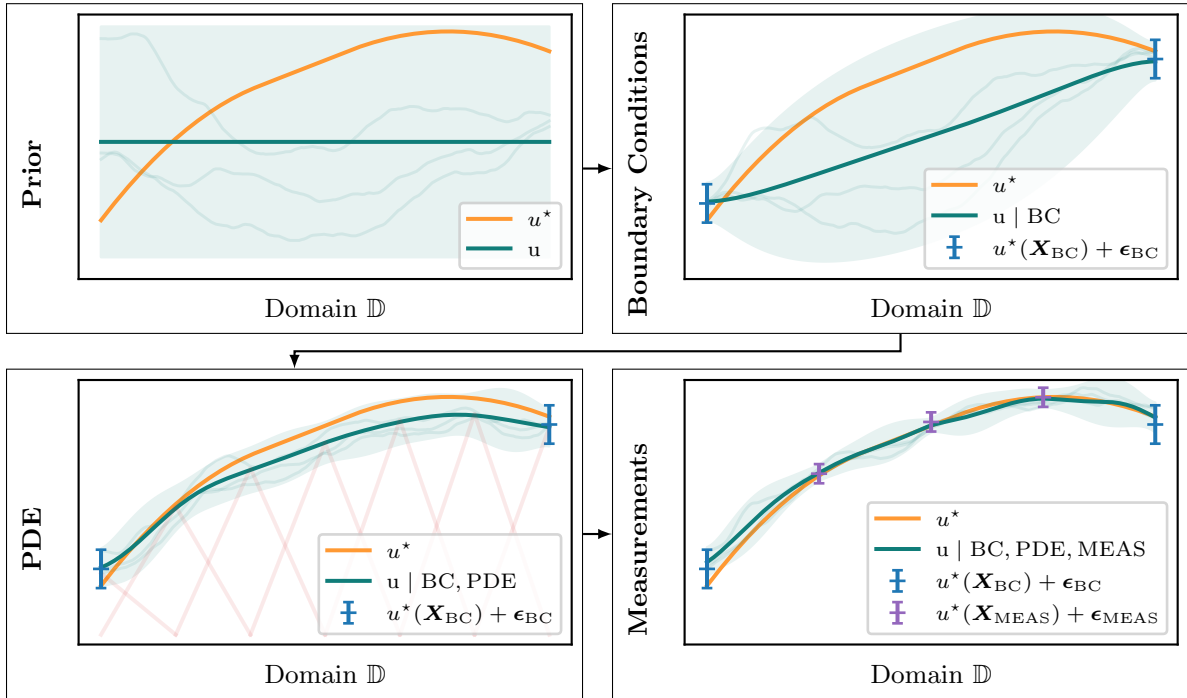 Prior
u⋆
u
Domain 𝔻
Boundary Conditions
u⋆
u | BC
u⋆(X_BC) + ϵ_BC
Domain 𝔻
PDE
u⋆
u | BC, PDE
u⋆(X_BC) + ϵ_BC
Domain 𝔻
Measurements
u⋆
u | BC, PDE, MEAS
u⋆(X_BC) + ϵ_BC
u⋆(X_MEAS) + ϵ_MEAS
Domain 𝔻